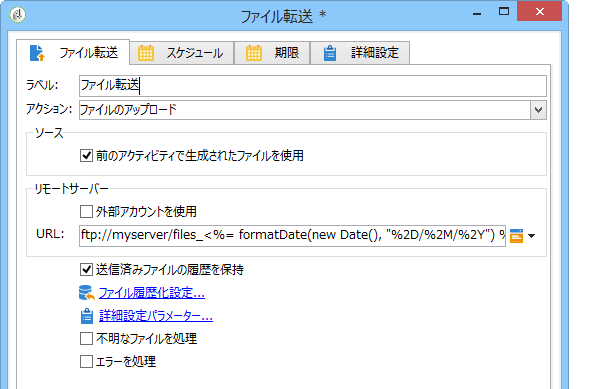 ファイル転送 *
ファイル転送 スケジュール 期限 詳細設定
ラベル: ファイル転送
アクション: ファイルのアップロード
ソース
前のアクティビティで生成されたファイルを使用
リモートサーバー
外部アカウントを使用
URL: ftp://myserver/files_<%= formatDate(new Date(), "%2D/%2M/%2Y") %
送信済みファイルの履歴を保持
ファイル履歴化設定...
詳細設定パラメーター...
不明なファイルを処理
エラーを処理